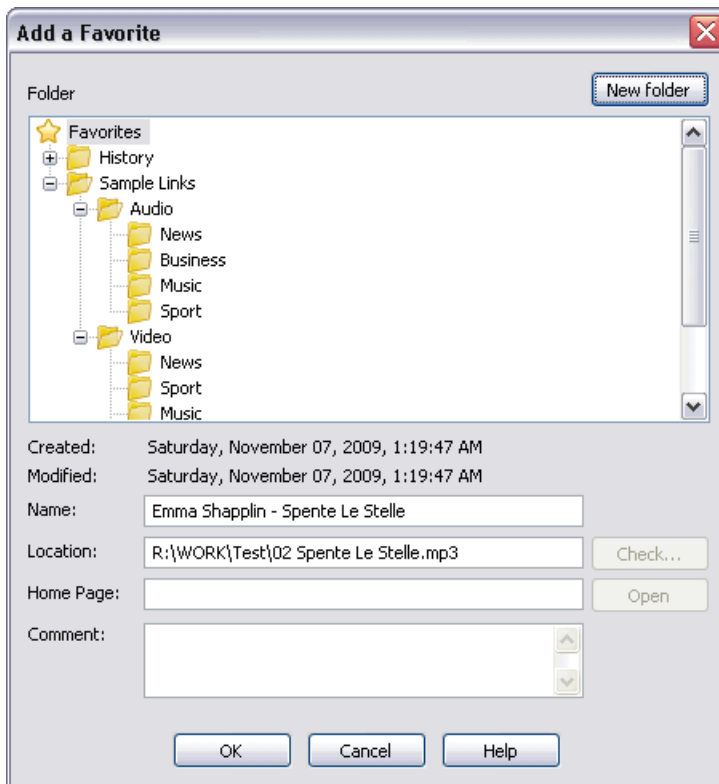 Add a Favorite
Folder
New folder
Favorites
History
Sample Links
Audio
News
Business
Music
Sport
Video
News
Sport
Music
Created: Saturday, November 07, 2009, 1:19:47 AM
Modified: Saturday, November 07, 2009, 1:19:47 AM
Name: Emma Shapplin - Spente Le Stelle
Location: R:\WORK\Test\02 Spente Le Stelle.mp3 Check...
Home Page: Open
Comment:
OK Cancel Help